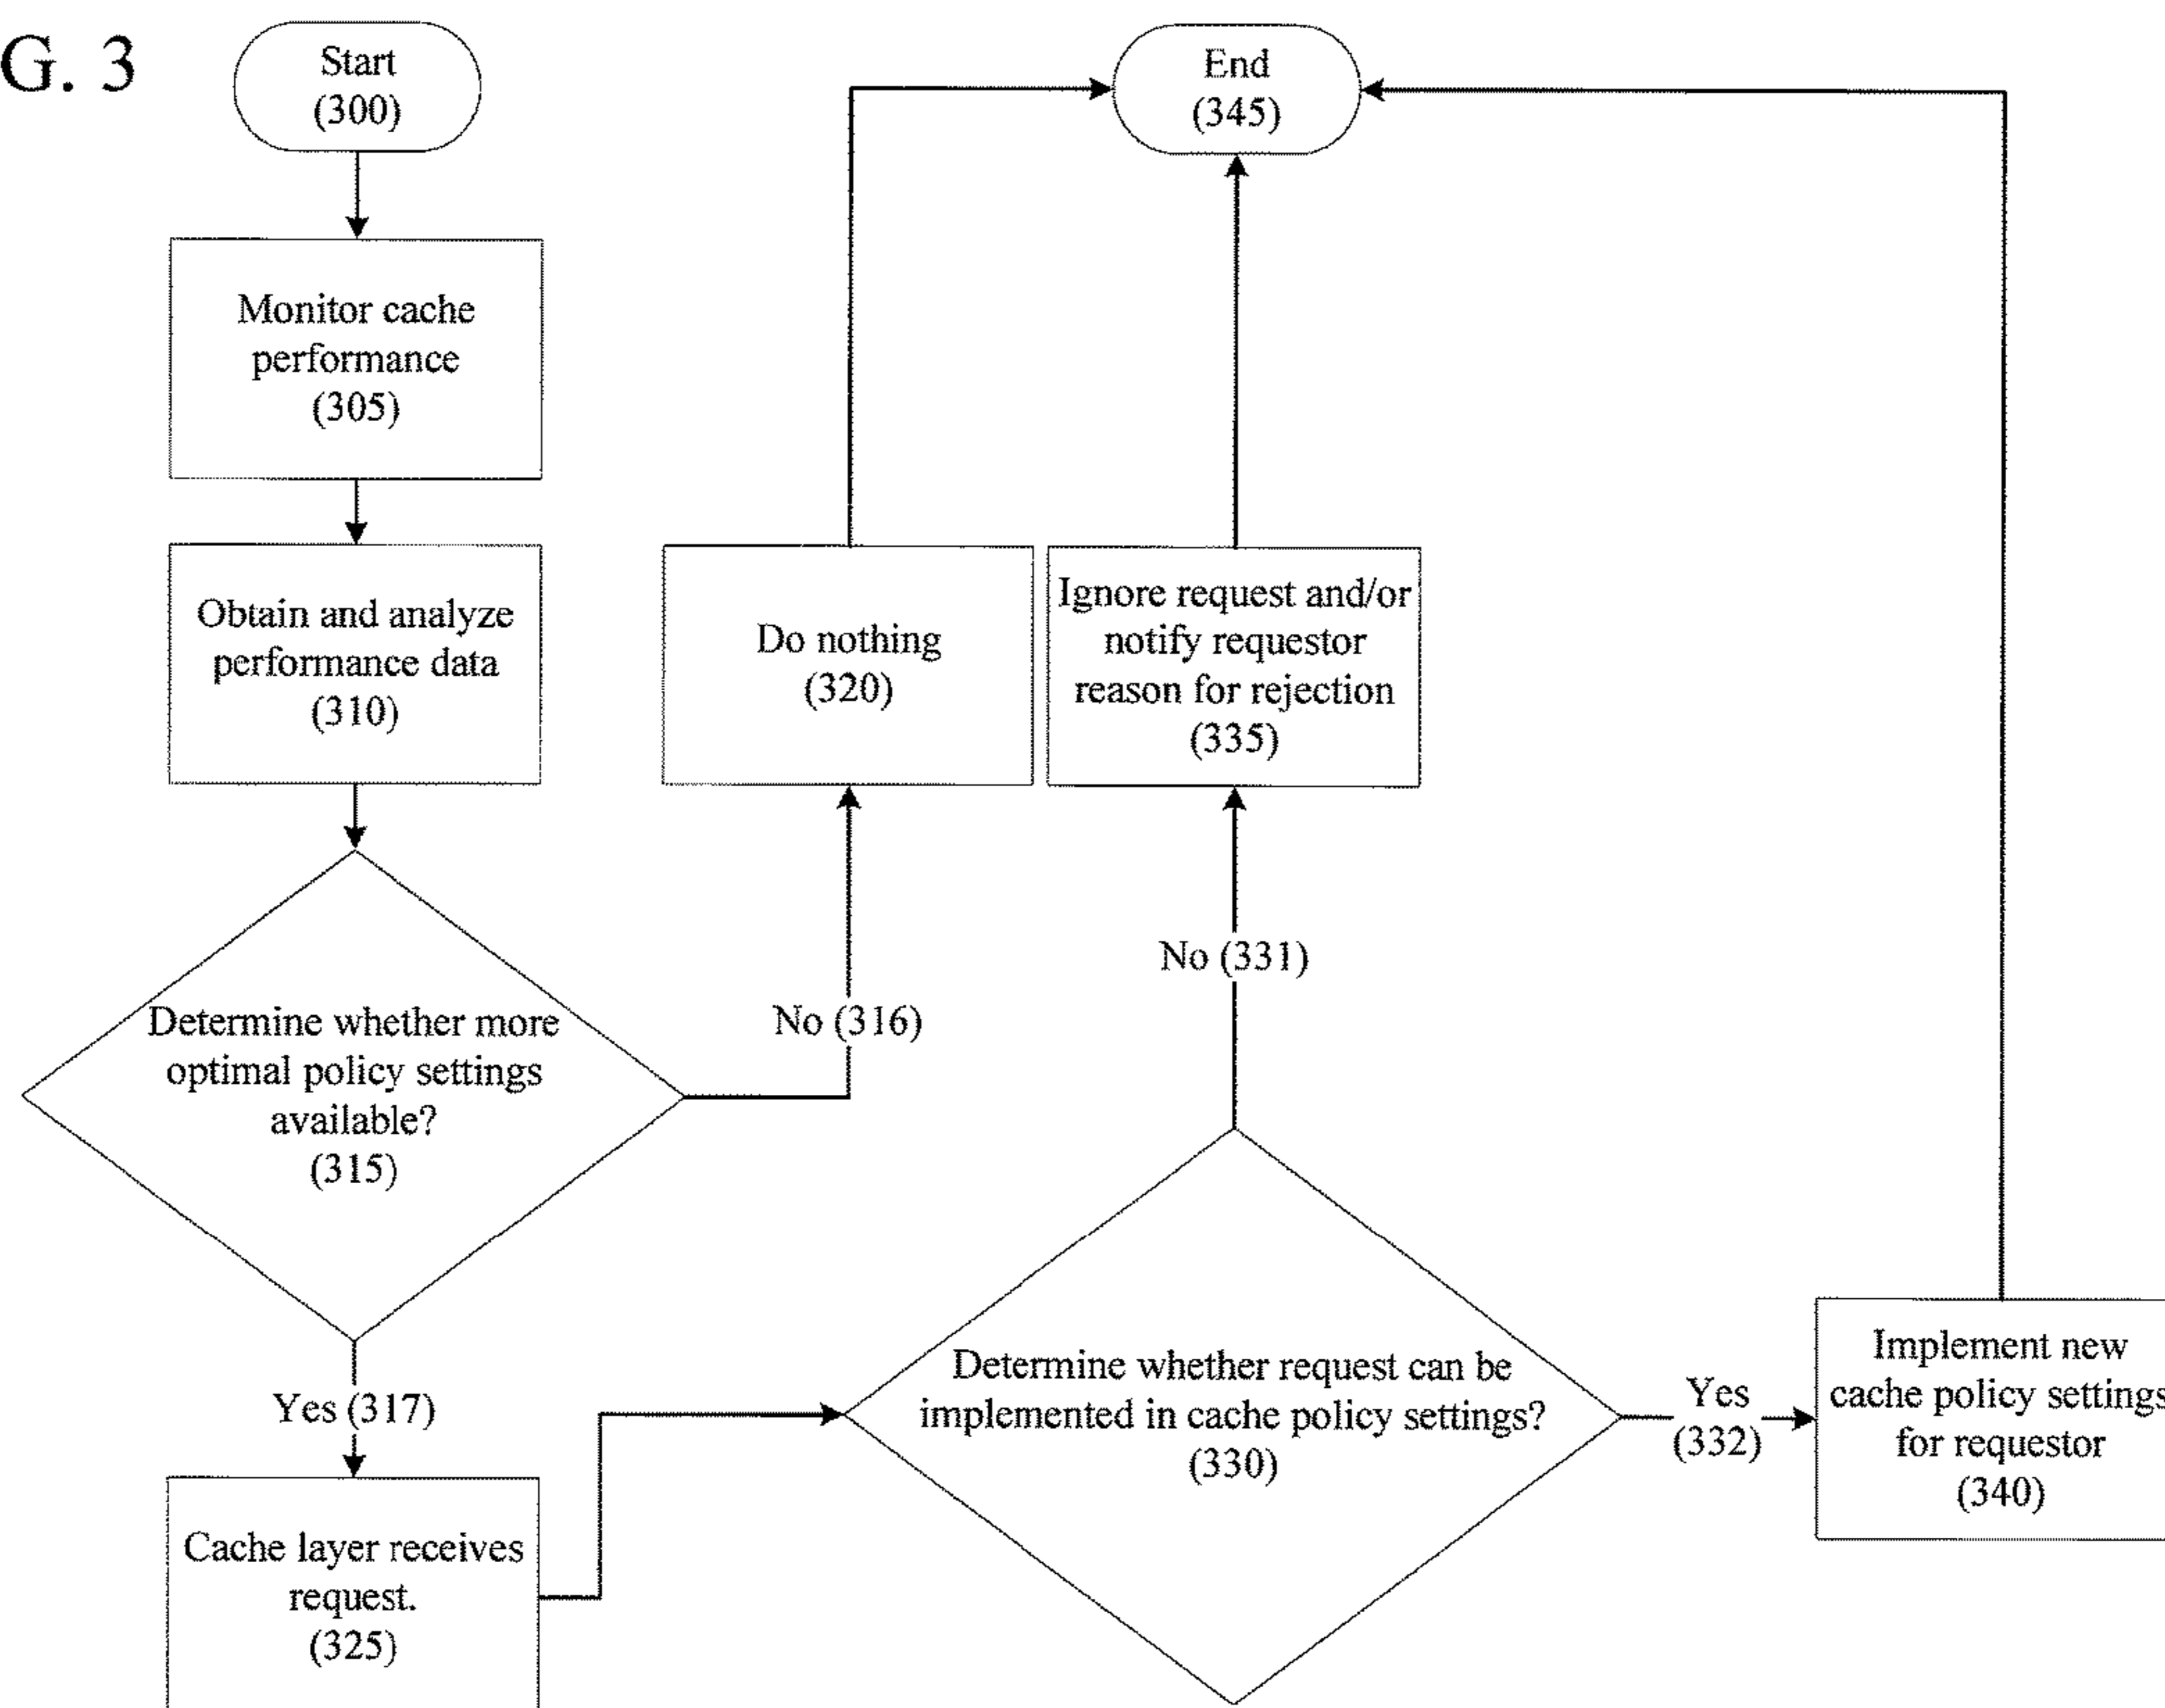 G. 3
Start
(300)
Monitor cache
performance
(305)
Obtain and analyze
performance data
(310)
Determine whether more
optimal policy settings
available?
(315)
No (316)
Yes (317)
Do nothing
(320)
Cache layer receives
request.
(325)
Determine whether request can be
implemented in cache policy settings?
(330)
No (331)
Yes
(332)
Ignore request and/or
notify requestor
reason for rejection
(335)
Implement new
cache policy settings
for requestor
(340)
End
(345)